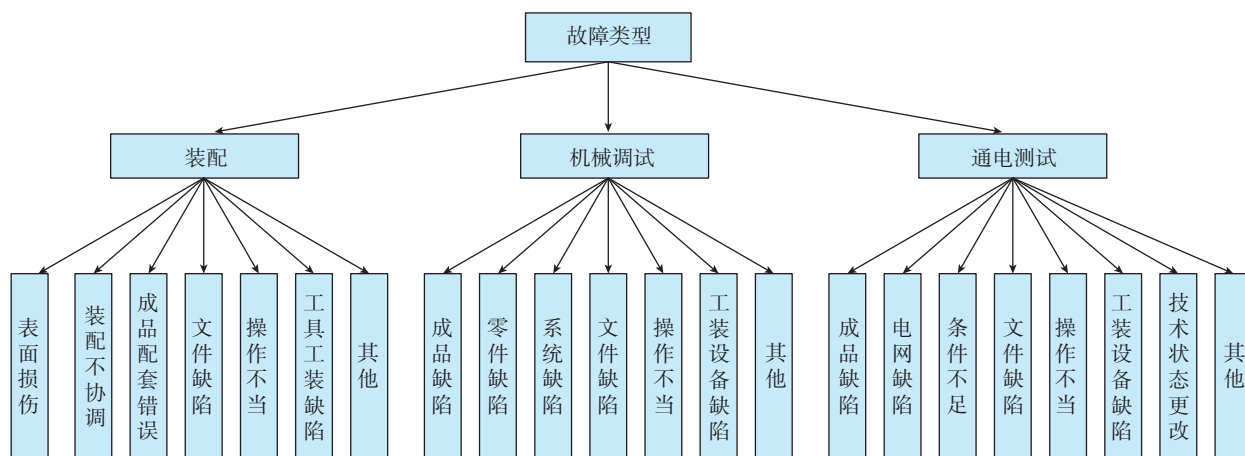 故障类型
装配
机械调试
通电测试
表面损伤
装配不协调
成品配套错误
文件缺陷
操作不当
工具工装缺陷
其他
成品缺陷
零件缺陷
系统缺陷
文件缺陷
操作不当
工装设备缺陷
其他
成品缺陷
电网缺陷
条件不足
文件缺陷
操作不当
工装设备缺陷
技术状态更改
其他